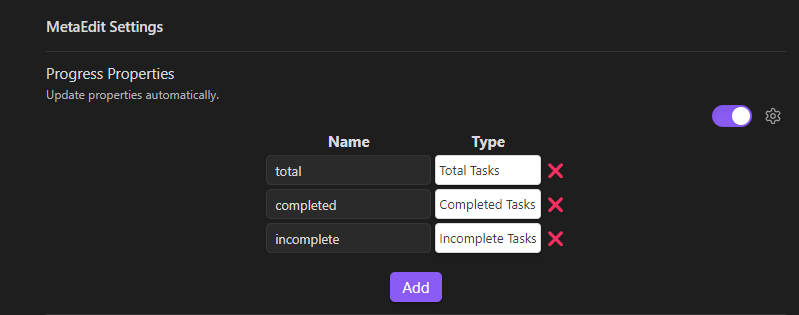 MetaEdit Settings
Progress Properties
Update properties automatically.
Name Type
total Total Tasks
completed Completed Tasks
incomplete Incomplete Tasks
Add